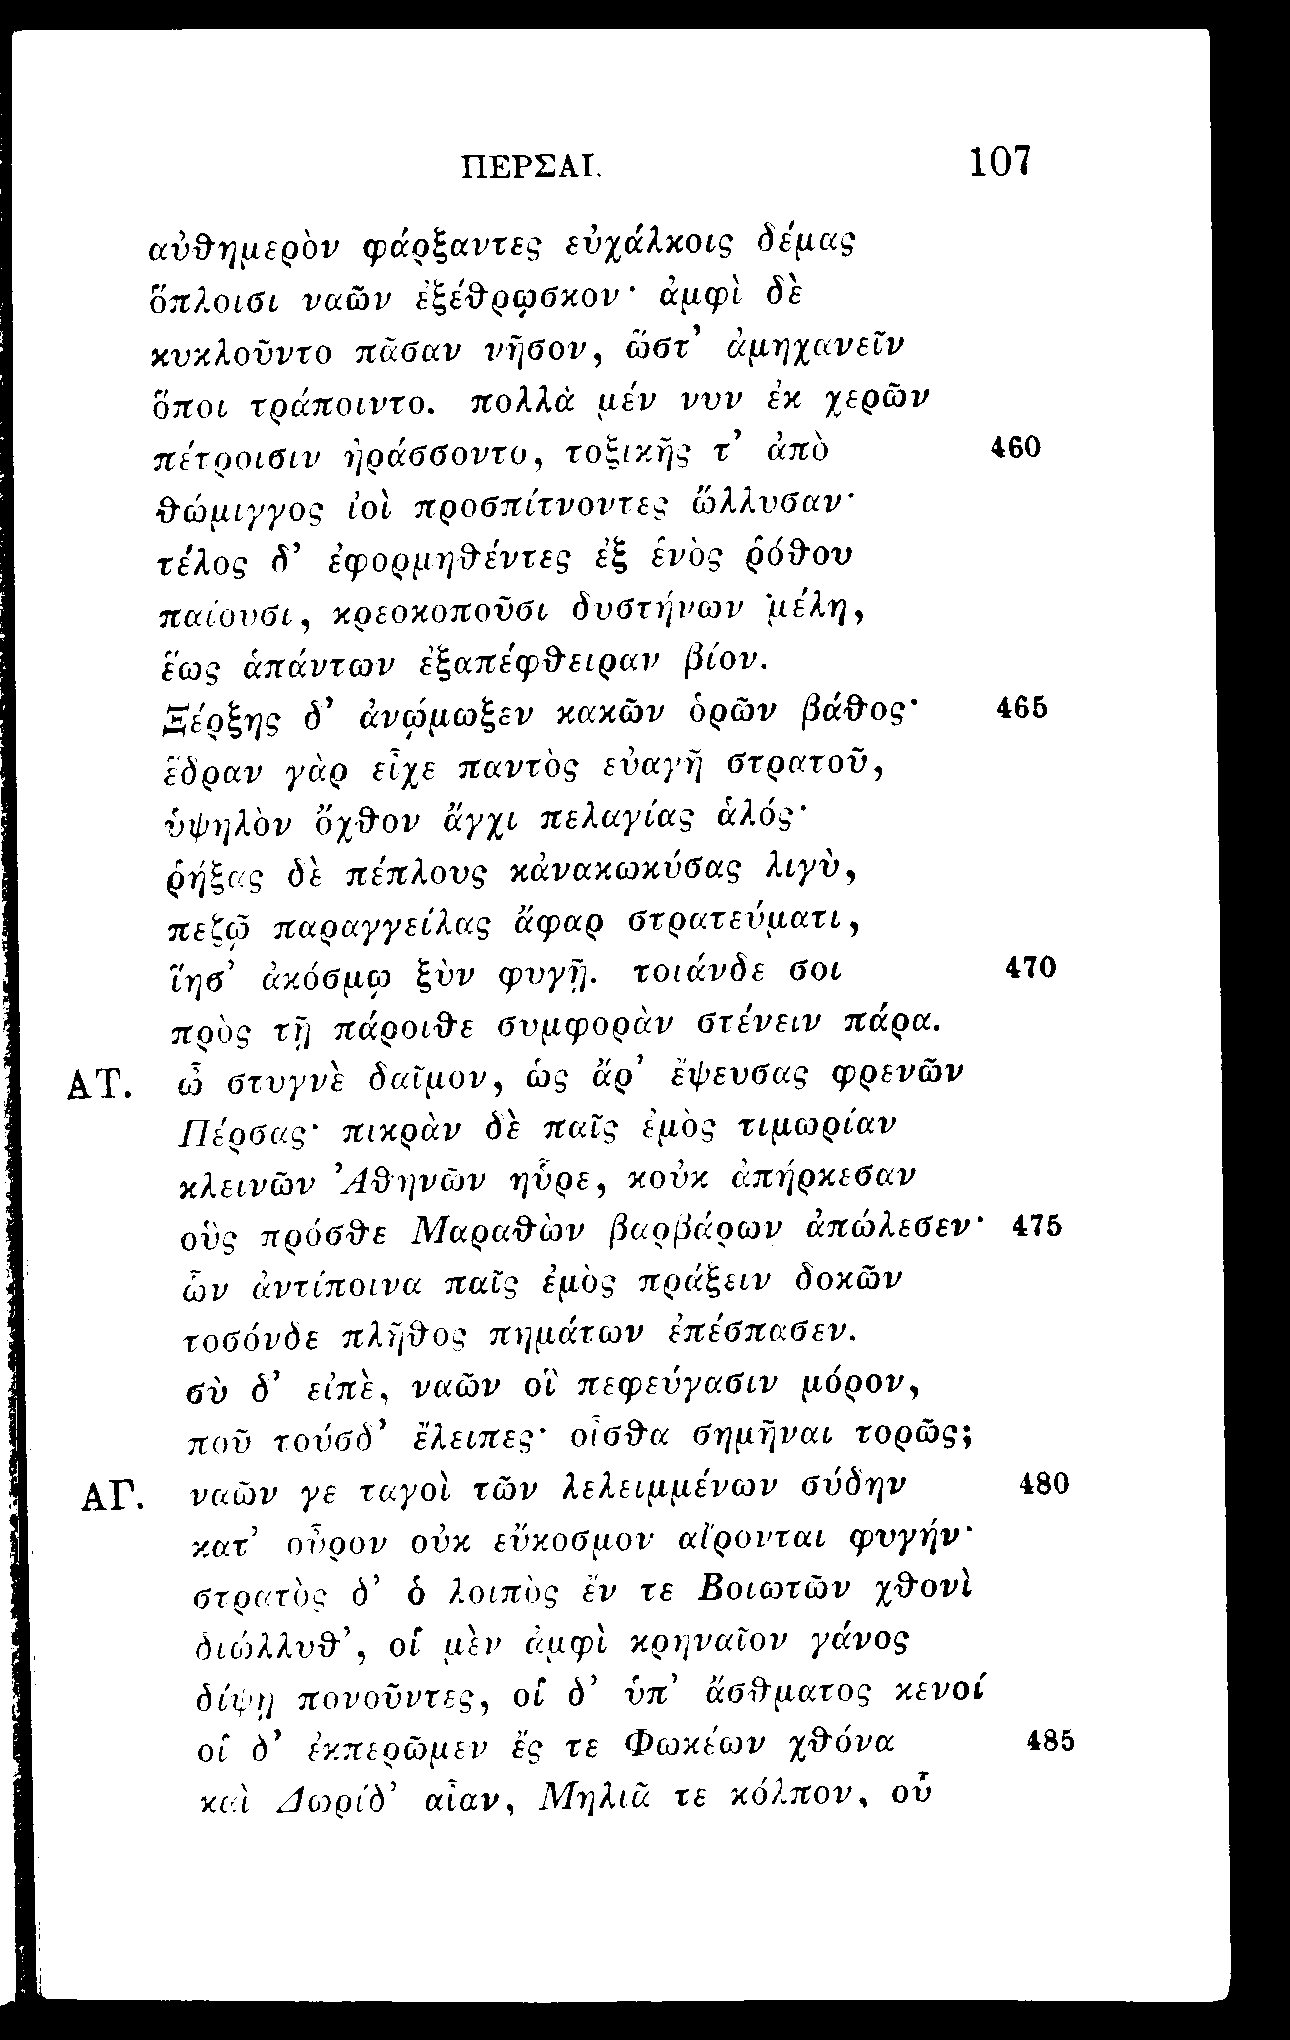 ΠΕΡΣΑΙ. 107
αὐθημερὸν φάρξαντες εὐχάλκοις δέμας
ὅπλοισι ναῶν ἐξέθρῳσκον· ἀμφὶ δὲ
κυκλοῦντο πᾶσαν νῆσον, ὥστ᾽ ἀμηχανεῖν
ὅποι τράποιντο. πολλὰ μέν νυν ἐκ χερῶν
πέτροισιν ἠράσσοντο, τοξικῆς τ᾽ ἀπὸ 460
θώμιγγος ἰοὶ προσπίτνοντες ὤλλυσαν·
τέλος δ᾽ ἐφορμηθέντες ἐξ ἑνὸς ῥόθου
παίουσι, κρεοκοποῦσι δυστήνων μέλη,
ἕως ἁπάντων ἐξαπέφθειραν βίον.
Ξέρξης δ᾽ ἀνῴμωξεν κακῶν ὁρῶν βάθος· 465
ἕδραν γὰρ εἶχε παντὸς εὐαγῆ στρατοῦ,
ὑψηλὸν ὄχθον ἄγχι πελαγίας ἁλός·
ῥήξας δὲ πέπλους κἀνακωκύσας λιγὺ,
πεζῷ παραγγείλας ἄφαρ στρατεύματι,
ἵησ᾽ ἀκόσμῳ ξὺν φυγῇ. τοιάνδε σοι 470
πρὸς τῇ πάροιθε συμφορὰν στένειν πάρα.
ΑΤ. ὦ στυγνὲ δαῖμον, ὡς ἄρ᾽ ἔψευσας φρενῶν
Πέρσας· πικρὰν δὲ παῖς ἐμὸς τιμωρίαν
κλεινῶν Ἀθηνῶν ηὗρε, κοὐκ ἀπήρκεσαν
οὓς πρόσθε Μαραθὼν βαρβάρων ἀπώλεσεν· 475
ὧν ἀντίποινα παῖς ἐμὸς πράξειν δοκῶν
τοσόνδε πλῆθος πημάτων ἐπέσπασεν.
σὺ δ᾽ εἰπὲ, ναῶν οἳ πεφεύγασιν μόρον,
ποῦ τούσδ᾽ ἔλειπες· οἶσθα σημῆναι τορῶς;
ΑΓ. ναῶν γε ταγοὶ τῶν λελειμμένων σύδην 480
κατ᾽ οὖρον οὐκ εὔκοσμον αἴρονται φυγήν·
στρατὸς δ᾽ ὁ λοιπὸς ἔν τε Βοιωτῶν χθονὶ
διώλλυθ᾽, οἱ μὲν ἀμφὶ κρηναῖον γάνος
δίψῃ πονοῦντες, οἱ δ᾽ ὑπ᾽ ἄσθματος κενοί
οἱ δ᾽ ἐκπερῶμεν ἔς τε Φωκέων χθόνα 485
καὶ Δωρίδ᾽ αἶαν, Μηλιᾶ τε κόλπον, οὗ